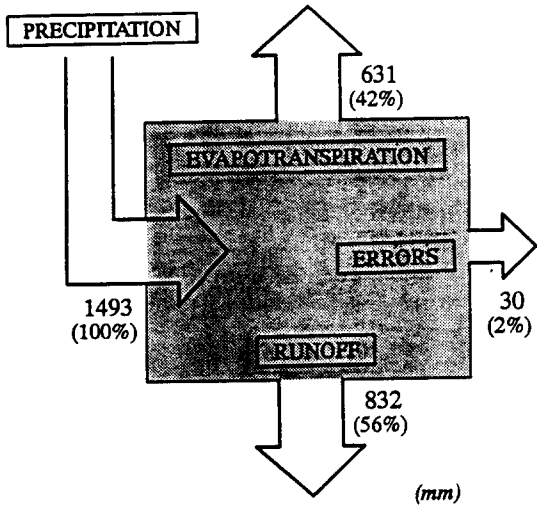 PRECIPITATION
631
(42%)
EVAPOTRANSPIRATION
ERRORS
1493
(100%)
30
(2%)
RUNOFF
832
(56%)
(mm)